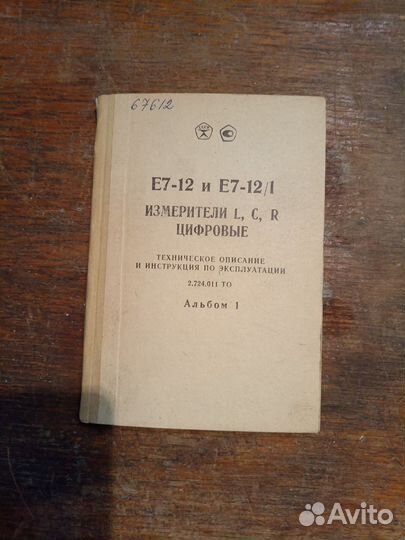 67612
СССР
Е7-12 и Е7-12/1
ИЗМЕРИТЕЛИ L, C, R
ЦИФРОВЫЕ
ТЕХНИЧЕСКОЕ ОПИСАНИЕ
И ИНСТРУКЦИЯ ПО ЭКСПЛУАТАЦИИ
2.724.011 ТО
Альбом 1
Avito